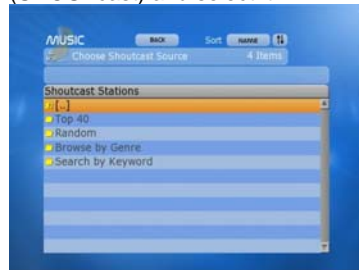 MUSIC BACK Sort NAME
Choose Shoutcast Source 4 Items
Shoutcast Stations
[..]
Top 40
Random
Browse by Genre
Search by Keyword